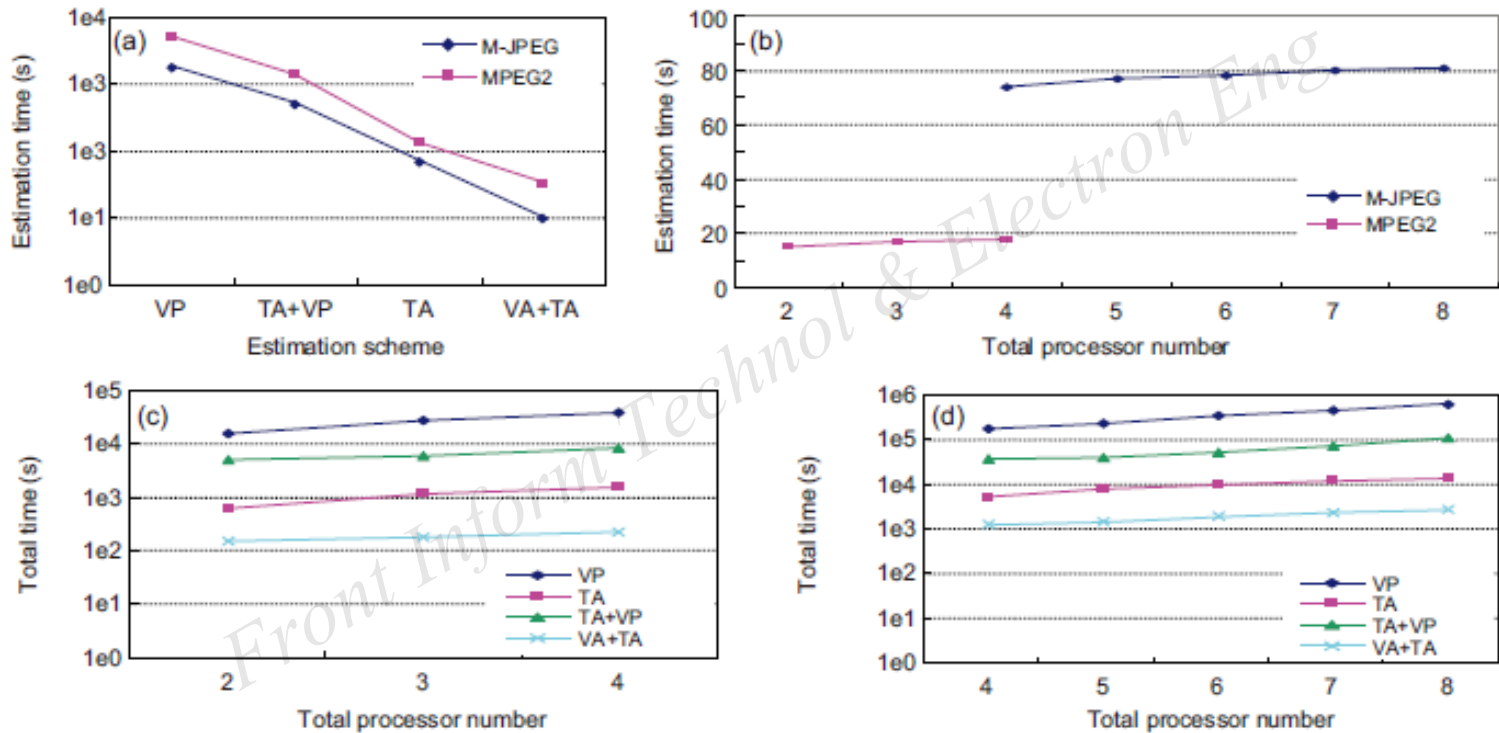 (a)
1e4
1e3
1e3
1e1
1e0
Estimation time (s)
M-JPEG
MPEG2
VP TA+VP TA VA+TA
Estimation scheme
(b)
100
80
60
40
20
0
Estimation time (s)
M-JPEG
MPEG2
2 3 4 5 6 7 8
Total processor number
(c)
1e5
1e4
1e3
1e2
1e1
1e0
Total time (s)
VP
TA
TA+VP
VA+TA
2 3 4
Total processor number
(d)
1e6
1e5
1e4
1e3
1e2
1e1
1e0
Total time (s)
VP
TA
TA+VP
VA+TA
4 5 6 7 8
Total processor number
Front Inform Technol & Electron Eng